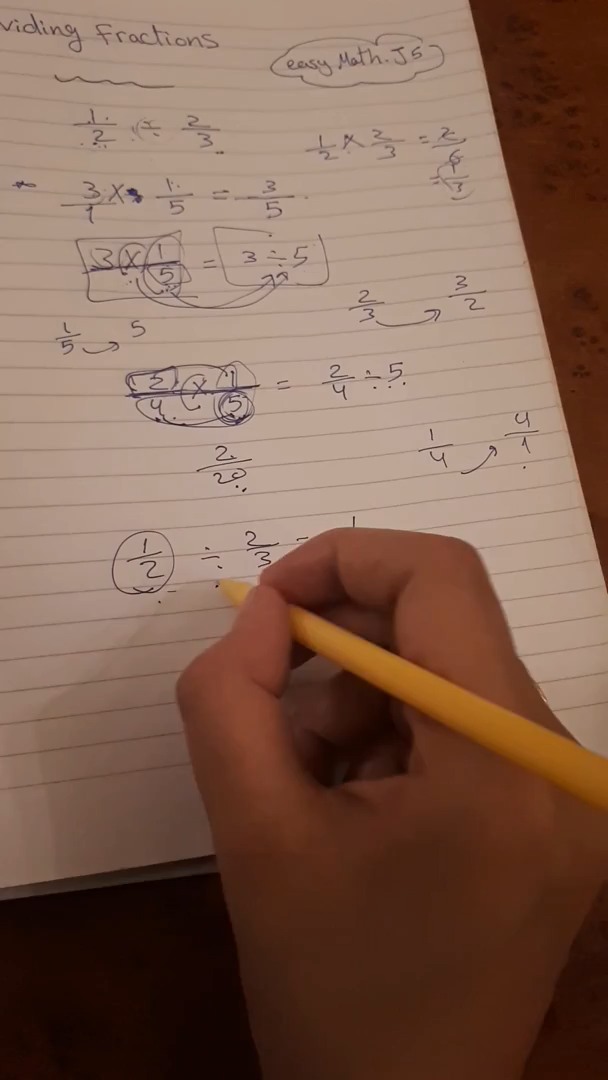 viding Fractions
easy Math. J5
1/2 ÷ 2/3
1/2 × 2/3 = 2/6
= 1/3
3/1 × 1/5 = 3/5
3 × 1/5 = 3 ÷ 5
2/3 3/2
1/5 5
2/4 × 1/5 = 2/4 ÷ 5
1/4 4/1
2/20
1/2 ÷ 2/3 = 1